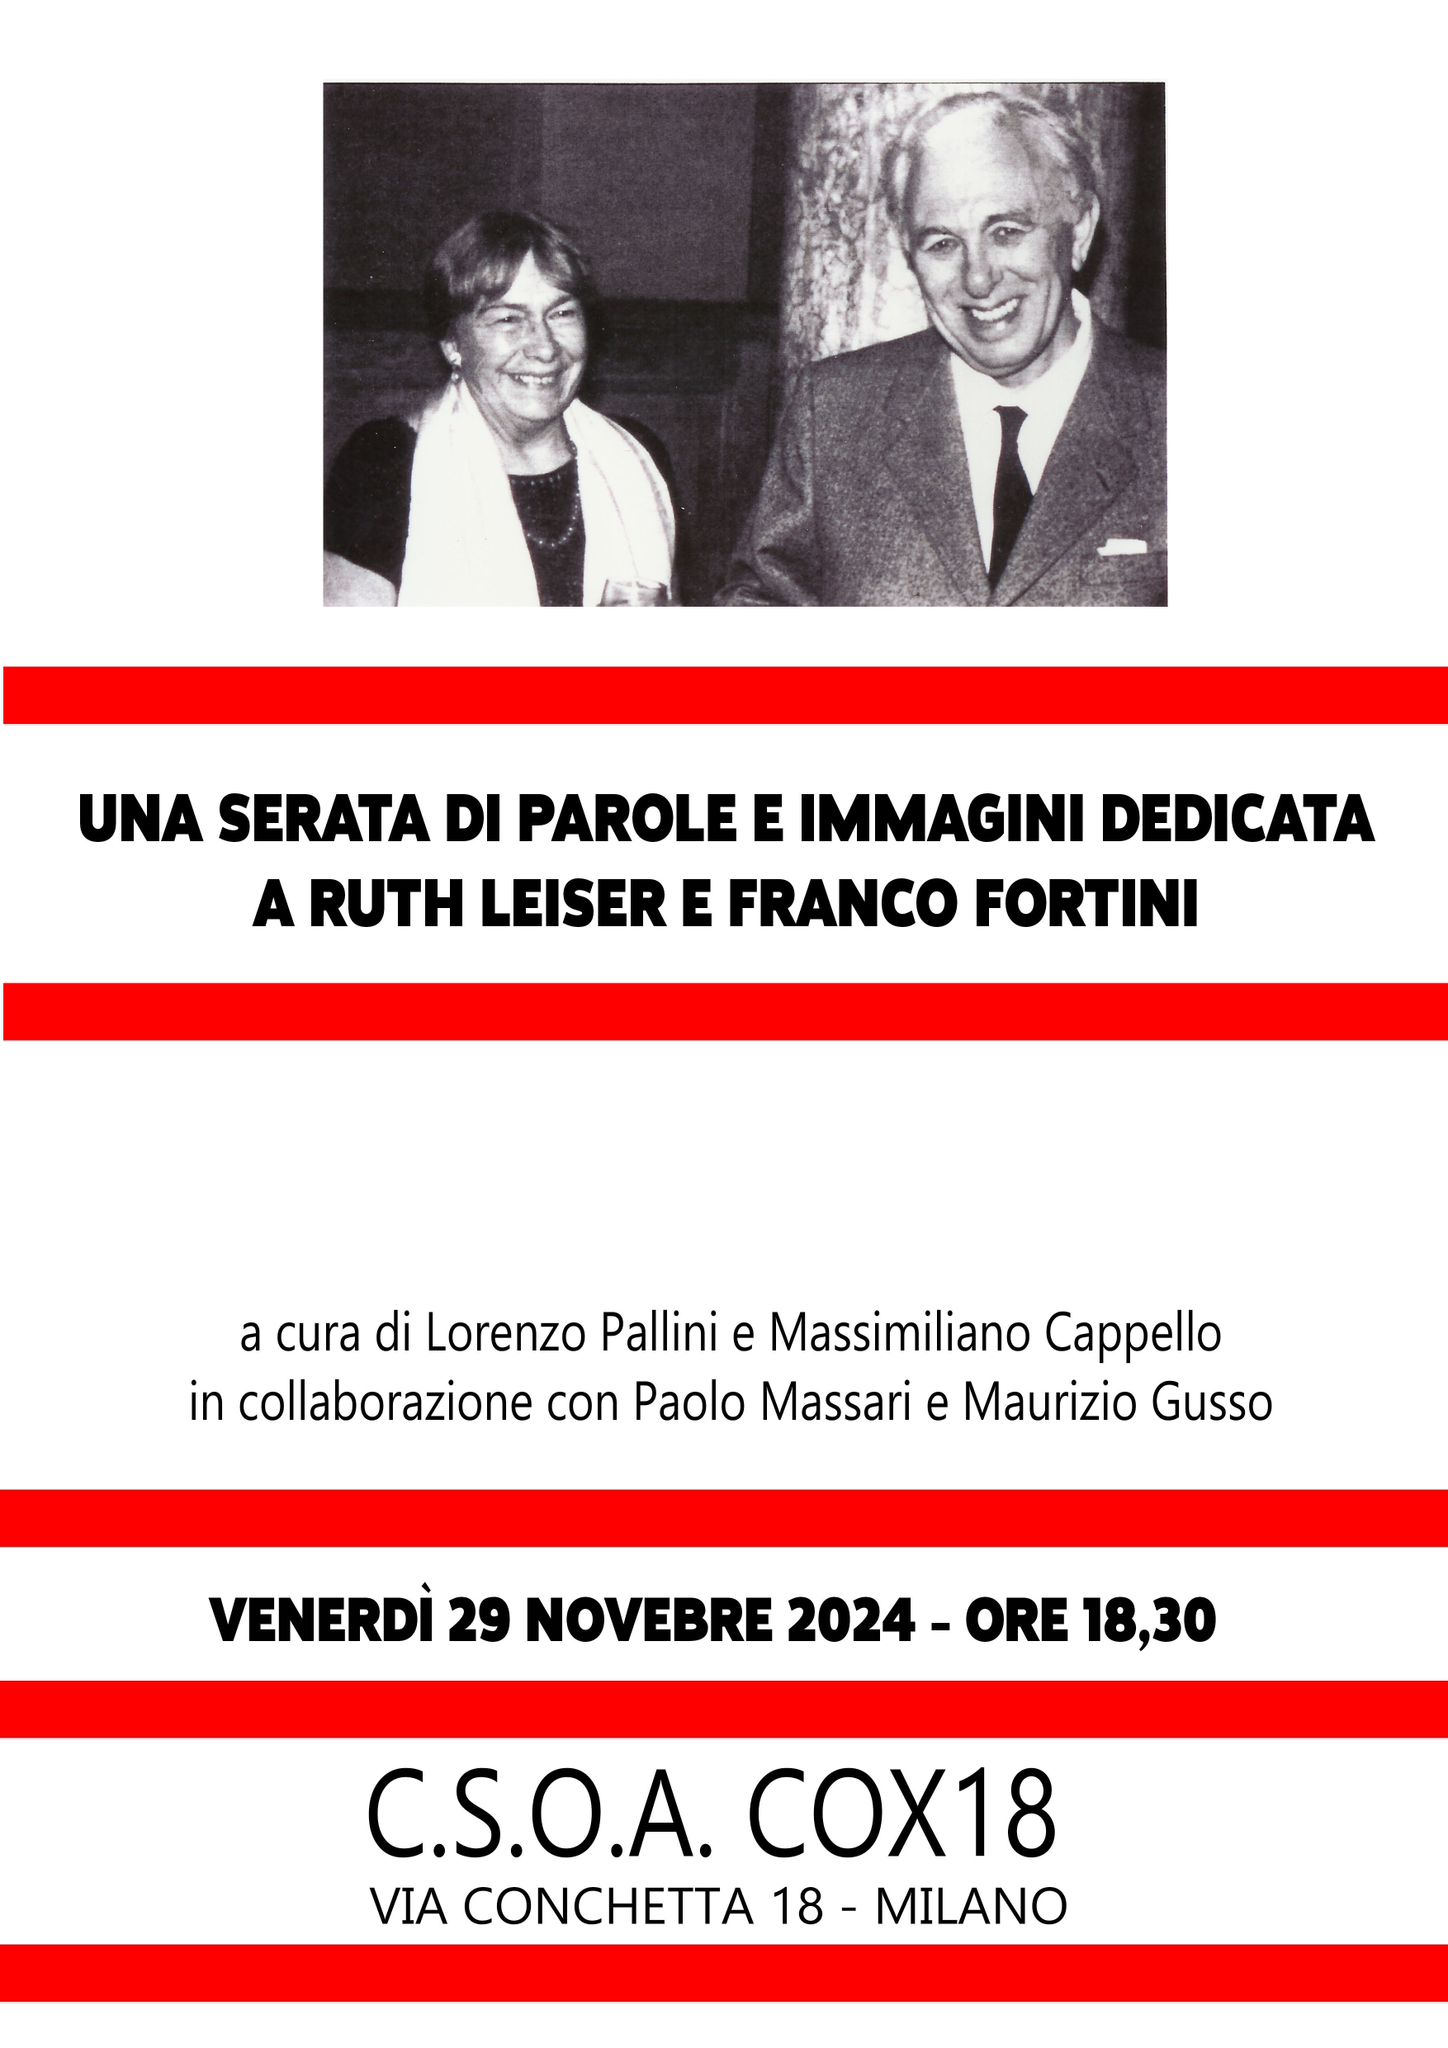 UNA SERATA DI PAROLE E IMMAGINI DEDICATA
A RUTH LEISER E FRANCO FORTINI
a cura di Lorenzo Pallini e Massimiliano Cappello
in collaborazione con Paolo Massari e Maurizio Gusso
VENERDÌ 29 NOVEBRE 2024 - ORE 18,30
C.S.O.A. COX18
VIA CONCHETTA 18 - MILANO